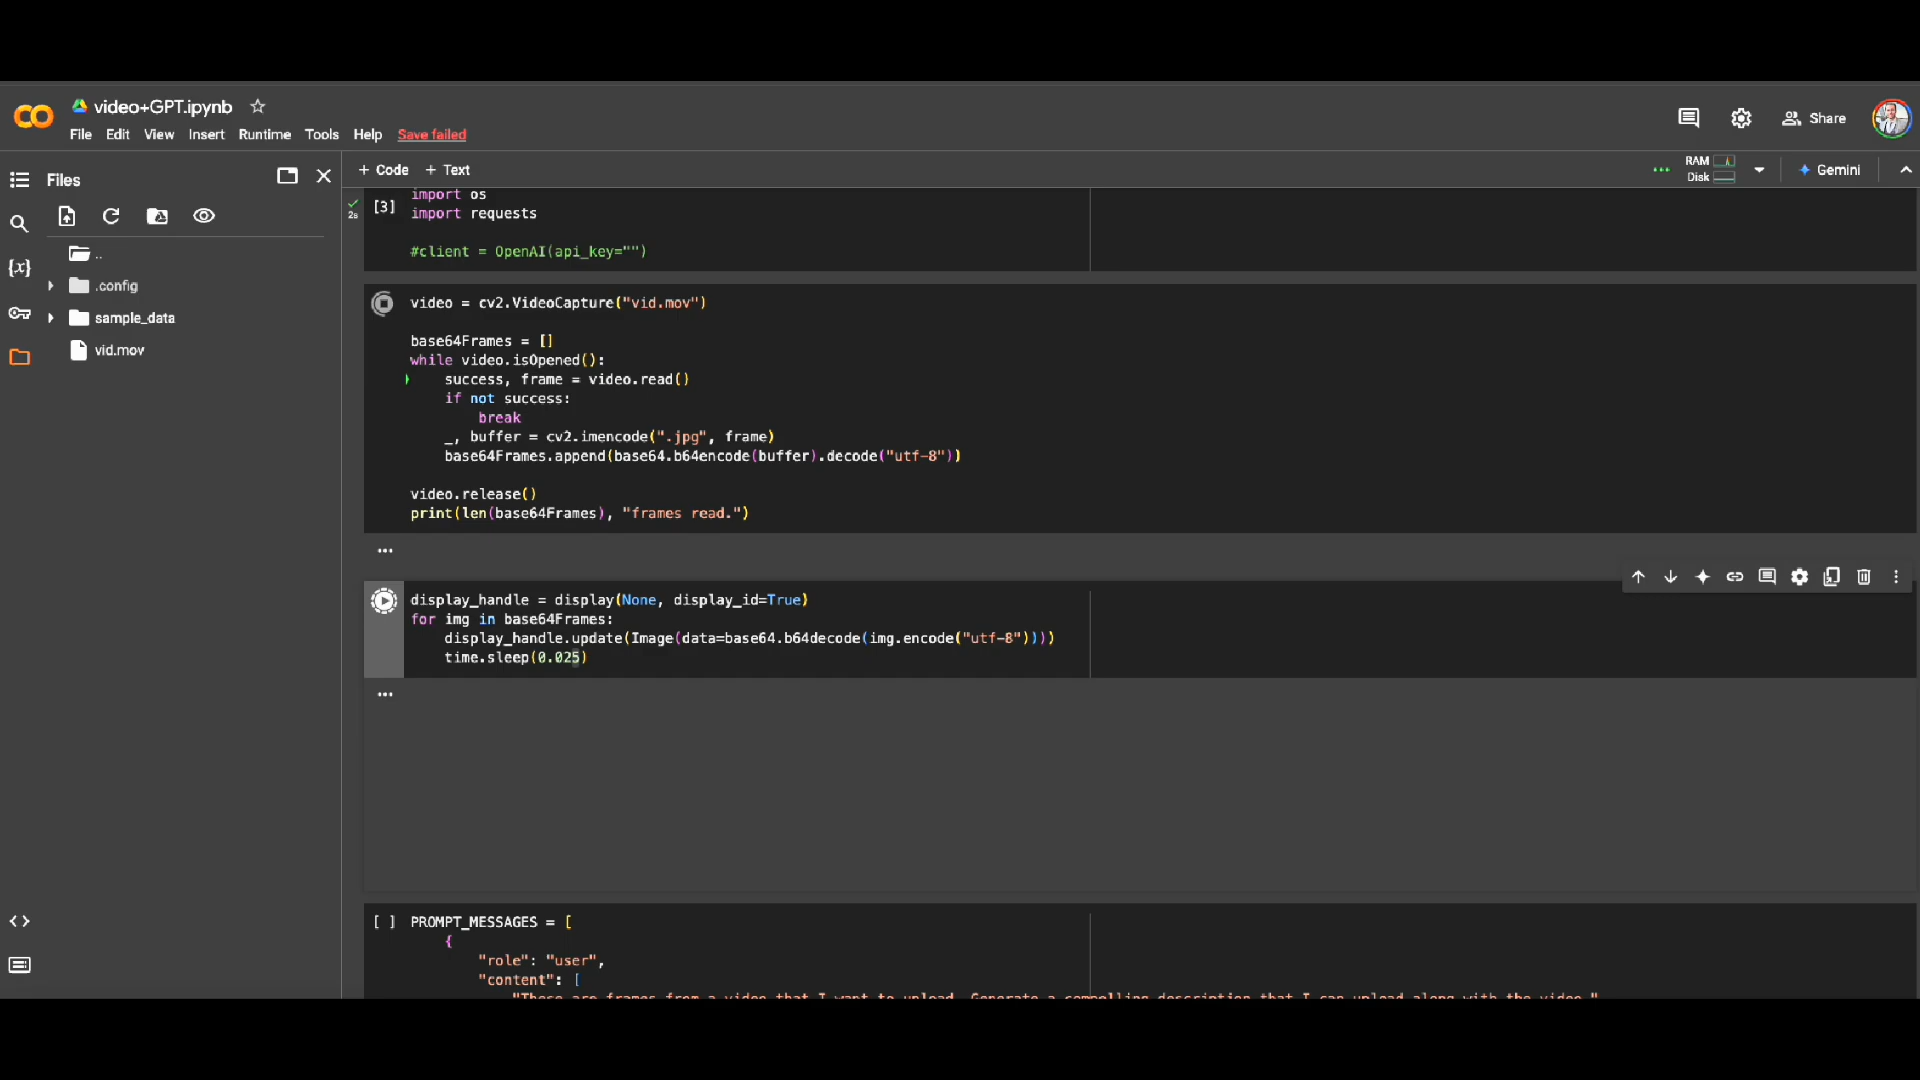 video+GPT.ipynb
File Edit View Insert Runtime Tools Help Save failed
Share
Files
+ Code + Text
RAM
Disk
Gemini
..
.config
sample_data
vid.mov
2s
[3] import os
import requests
#client = OpenAI(api_key="")
video = cv2.VideoCapture("vid.mov")
base64Frames = []
while video.isOpened():
success, frame = video.read()
if not success:
break
_, buffer = cv2.imencode(".jpg", frame)
base64Frames.append(base64.b64encode(buffer).decode("utf-8"))
video.release()
print(len(base64Frames), "frames read.")
display_handle = display(None, display_id=True)
for img in base64Frames:
display_handle.update(Image(data=base64.b64decode(img.encode("utf-8"))))
time.sleep(0.025)
[ ] PROMPT_MESSAGES = [
{
"role": "user",
"content": [
"These are frames from a video that I want to upload. Generate a compelling description that I can upload along with the video."